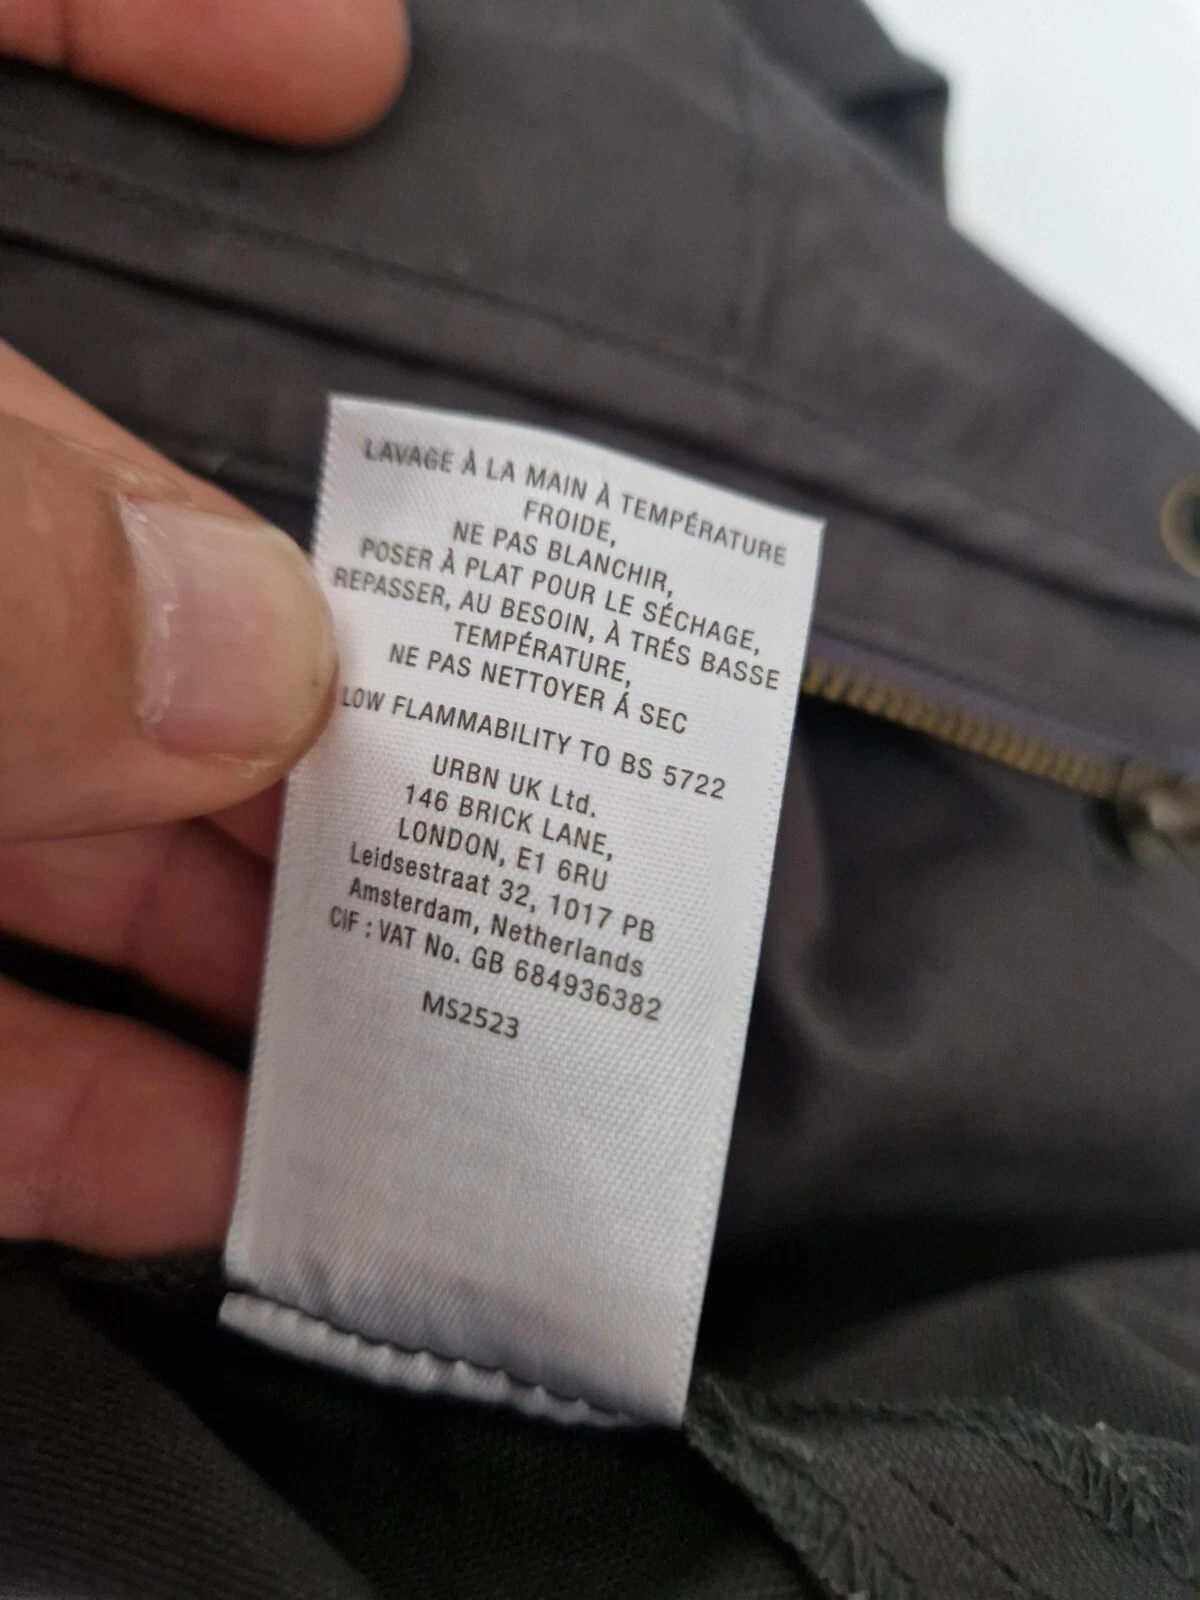 LAVAGE À LA MAIN À TEMPÉRATURE
FROIDE,
NE PAS BLANCHIR,
POSER À PLAT POUR LE SÉCHAGE,
REPASSER, AU BESOIN, À TRÉS BASSE
TEMPÉRATURE,
NE PAS NETTOYER Á SEC
LOW FLAMMABILITY TO BS 5722
URBN UK Ltd.
146 BRICK LANE,
LONDON, E1 6RU
Leidsestraat 32, 1017 PB
Amsterdam, Netherlands
CIF : VAT No. GB 684936382
MS2523